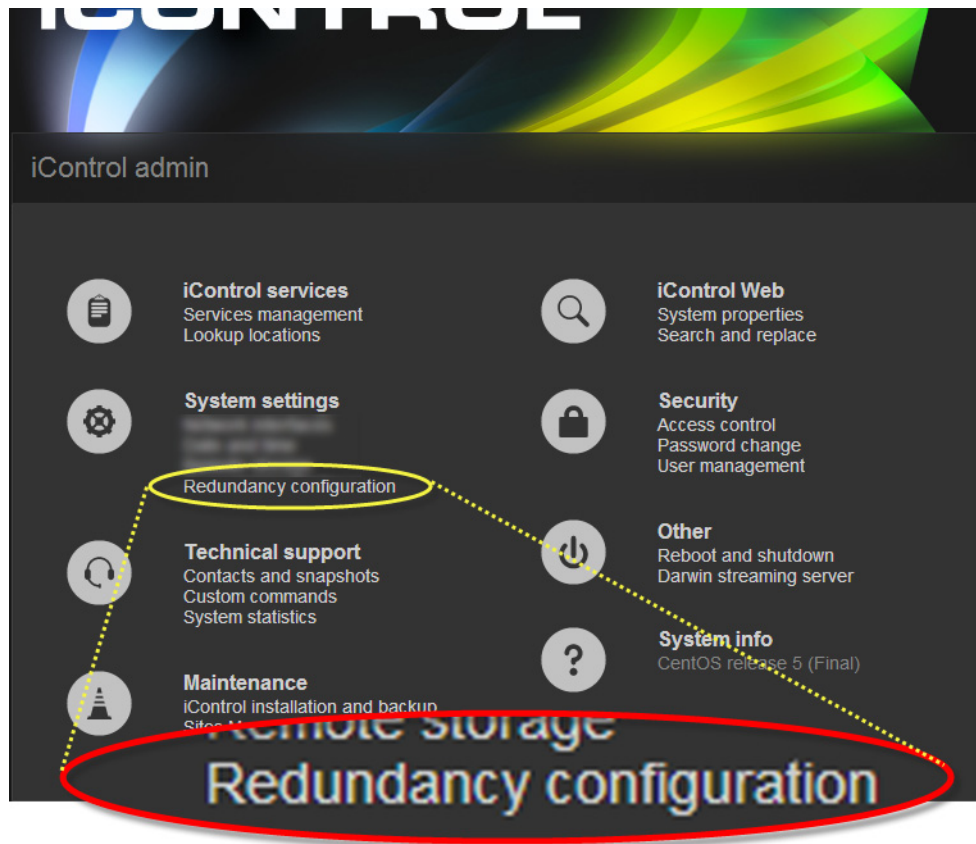 iCONTROL
iControl admin
iControl services
Services management
Lookup locations
System settings
Redundancy configuration
Technical support
Contacts and snapshots
Custom commands
System statistics
Maintenance
iControl installation and backup
Sites
iControl Web
System properties
Search and replace
Security
Access control
Password change
User management
Other
Reboot and shutdown
Darwin streaming server
System info
CentOS release 5 (Final)
Remote storage
Redundancy configuration